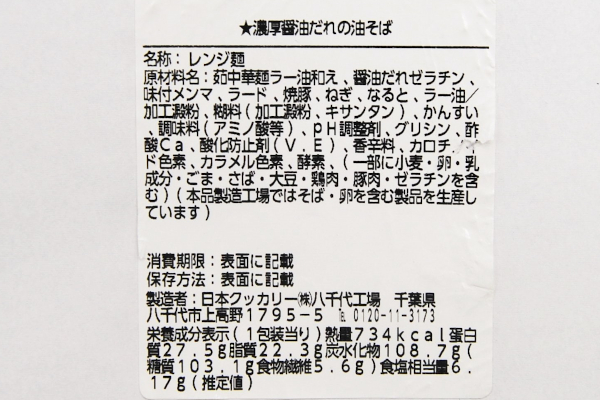 ★濃厚醤油だれの油そば
名称：レンジ麺
原材料名：茹中華麺ラー油和え、醤油だれゼラチン、
味付メンマ、ラード、焼豚、ねぎ、なると、ラー油／
加工澱粉、糊料(加工澱粉、キサンタン)、かんすい
、調味料(アミノ酸等)、pH調整剤、グリシン、酢
酸Ca、酸化防止剤(V.E)、香辛料、カロチノイ
ド色素、カラメル色素、酵素、(一部に小麦・卵・乳
成分・ごま・さば・大豆・鶏肉・豚肉・ゼラチンを含
む)(本品製造工場ではそば・卵を含む製品を生産し
ています)
消費期限：表面に記載
保存方法：表面に記載
製造者：日本クッカリー㈱八千代工場 千葉県
八千代市上高野1795-5 ℡ 0120-11-3173
栄養成分表示(1包装当り)熱量734kcal蛋白
質27.5g脂質22.3g炭水化物108.7g(
糖質103.1g食物繊維5.6g)食塩相当量6.
17g(推定値)